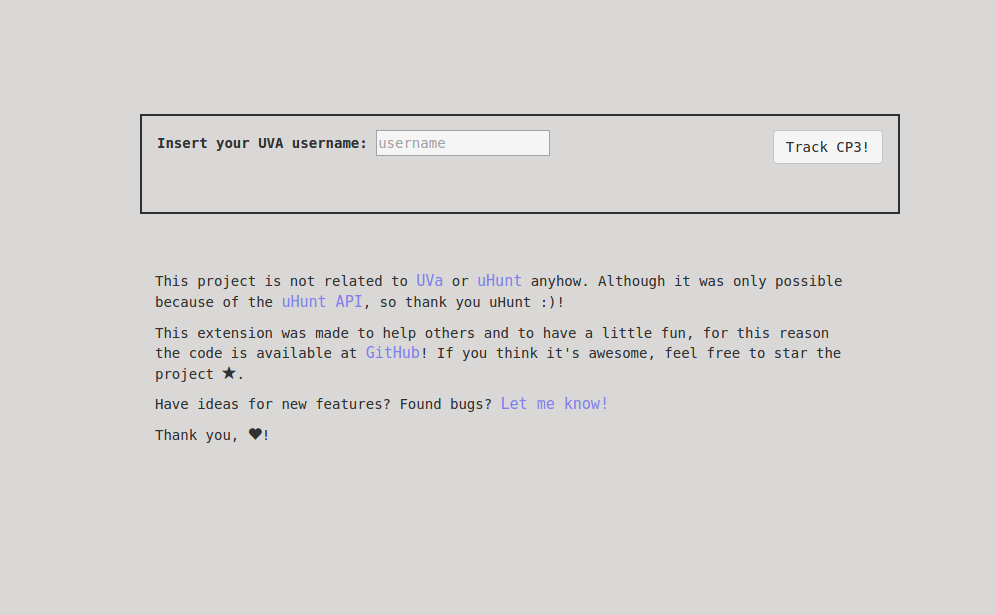 Insert your UVA username: username Track CP3!
This project is not related to UVa or uHunt anyhow. Although it was only possible
because of the uHunt API, so thank you uHunt :)!
This extension was made to help others and to have a little fun, for this reason
the code is available at GitHub! If you think it's awesome, feel free to star the
project ★.
Have ideas for new features? Found bugs? Let me know!
Thank you, ♥!